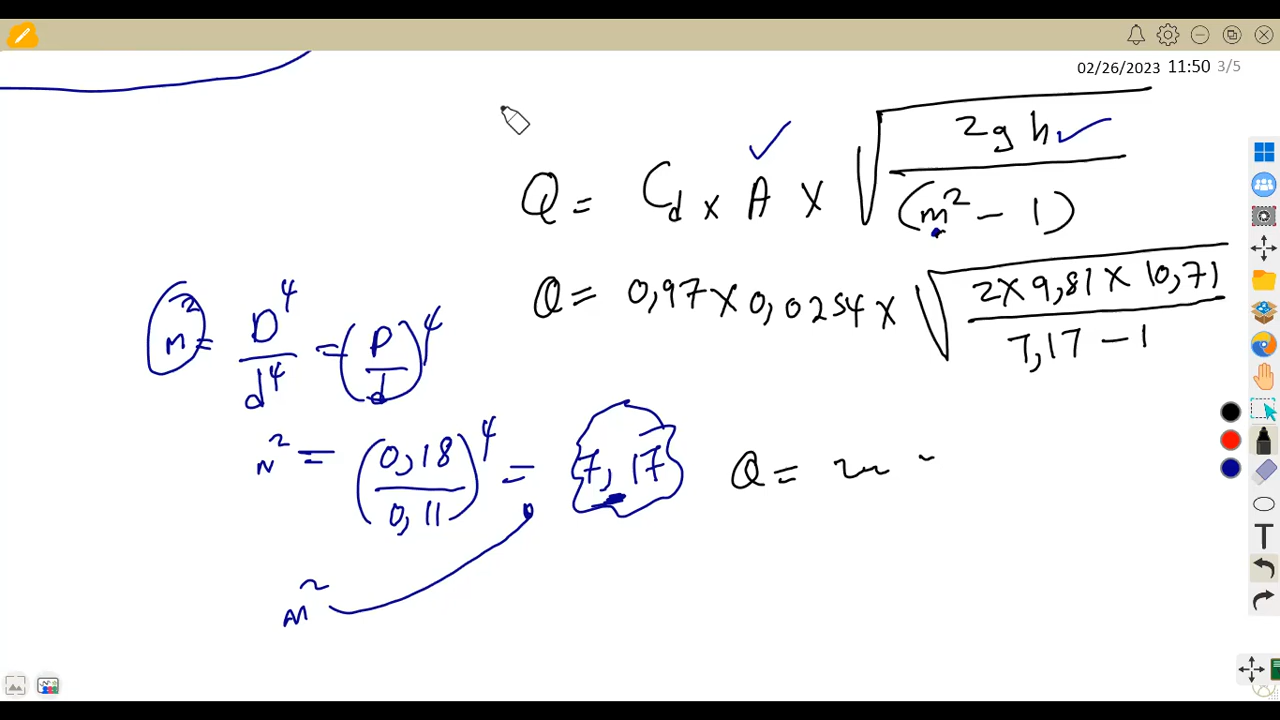 02/26/2023 11:50 3/5
Q = Cd x A x √(2gh / (m² - 1))
Q = 0,97 x 0,0254 x √(2 x 9,81 x 10,71 / 7,17 - 1)
m² = D⁴/d⁴ = (D/d)⁴
m² = (0,18/0,11)⁴ = 7,17
Q =
m²
T